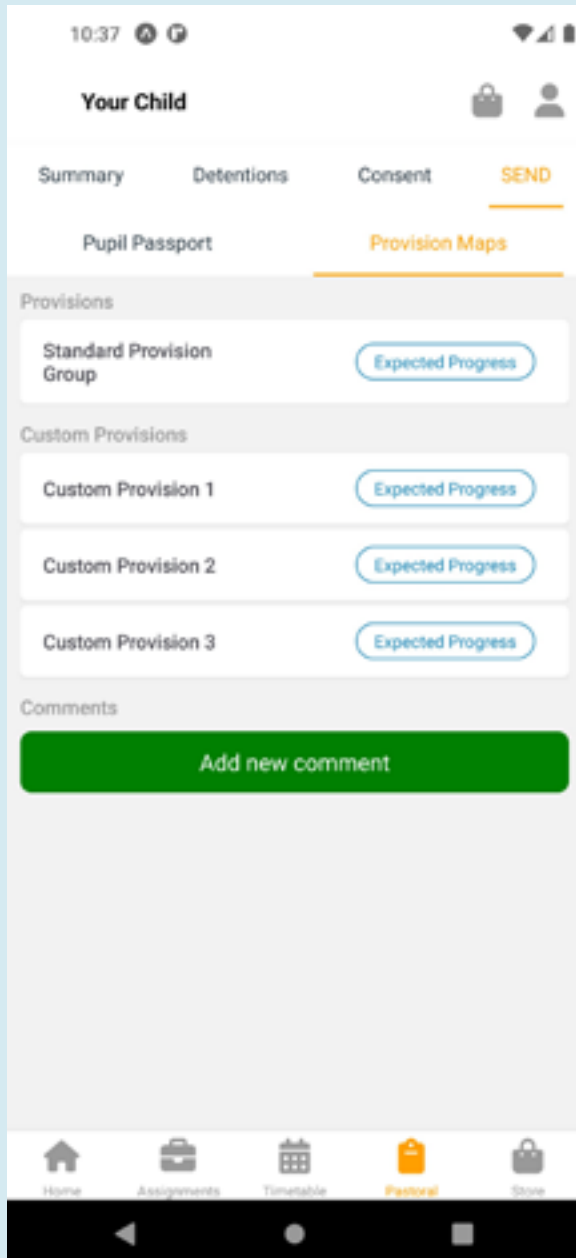 10:37
Your Child
Summary Detentions Consent SEND
Pupil Passport Provision Maps
Provisions
Standard Provision
Group
Expected Progress
Custom Provisions
Custom Provision 1 Expected Progress
Custom Provision 2 Expected Progress
Custom Provision 3 Expected Progress
Comments
Add new comment
Home Assignments Timetable Pastoral Store